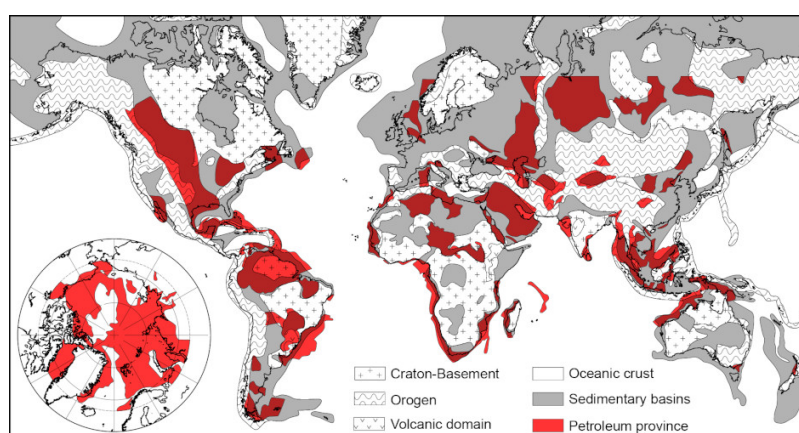 Craton-Basement
Orogen
Volcanic domain
Oceanic crust
Sedimentary basins
Petroleum province